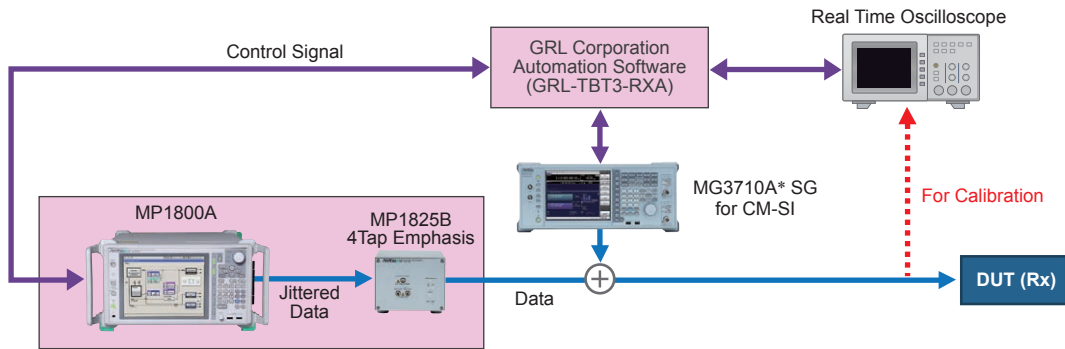 Real Time Oscilloscope
Control Signal
GRL Corporation
Automation Software
(GRL-TBT3-RXA)
MG3710A* SG
for CM-SI
For Calibration
MP1800A
MP1825B
4Tap Emphasis
Jittered
Data
Data
DUT (Rx)